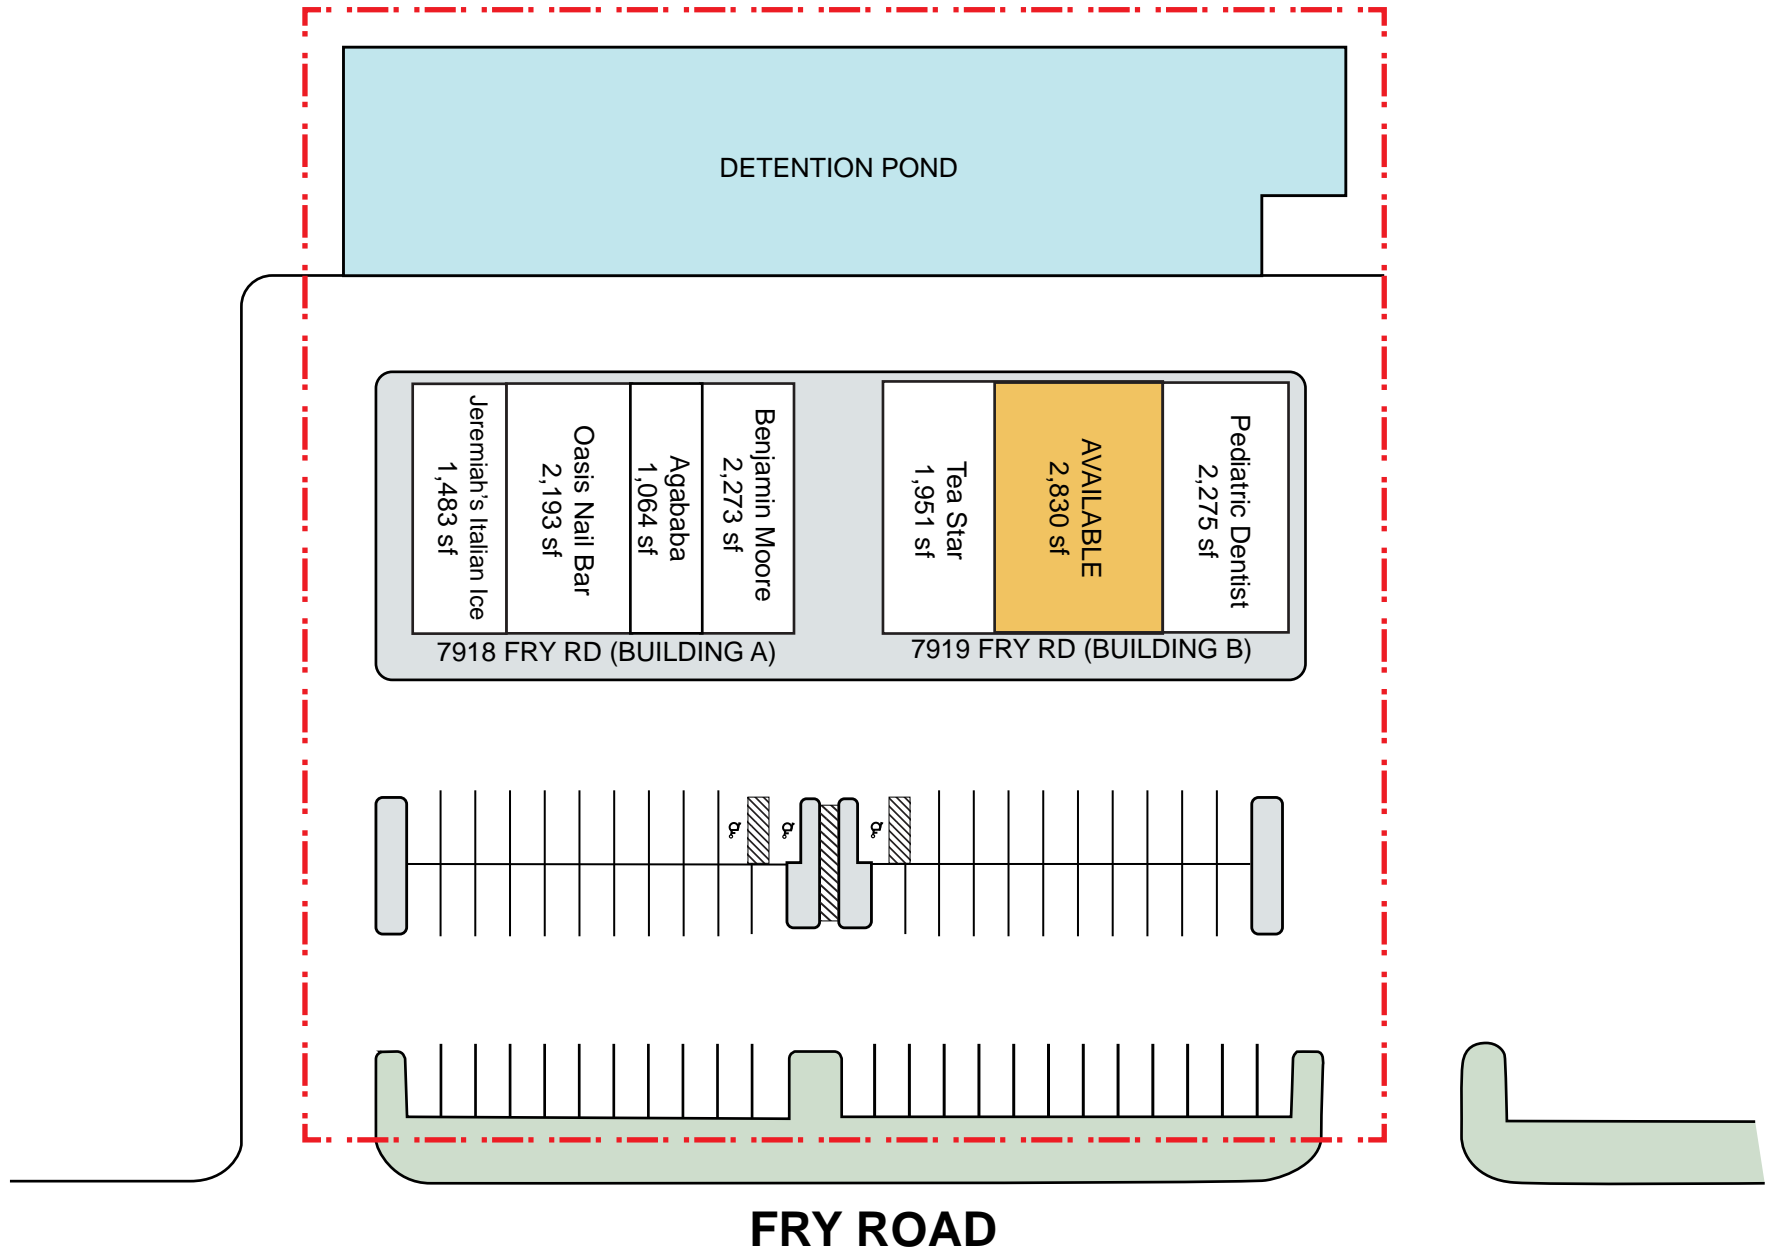 DETENTION POND
Jeremiah's Italian Ice
1,483 sf
Oasis Nail Bar
2,193 sf
Agababa
1,064 sf
Benjamin Moore
2,273 sf
Tea Star
1,951 sf
AVAILABLE
2,830 sf
Pediatric Dentist
2,275 sf
7918 FRY RD (BUILDING A)
7919 FRY RD (BUILDING B)
FRY ROAD